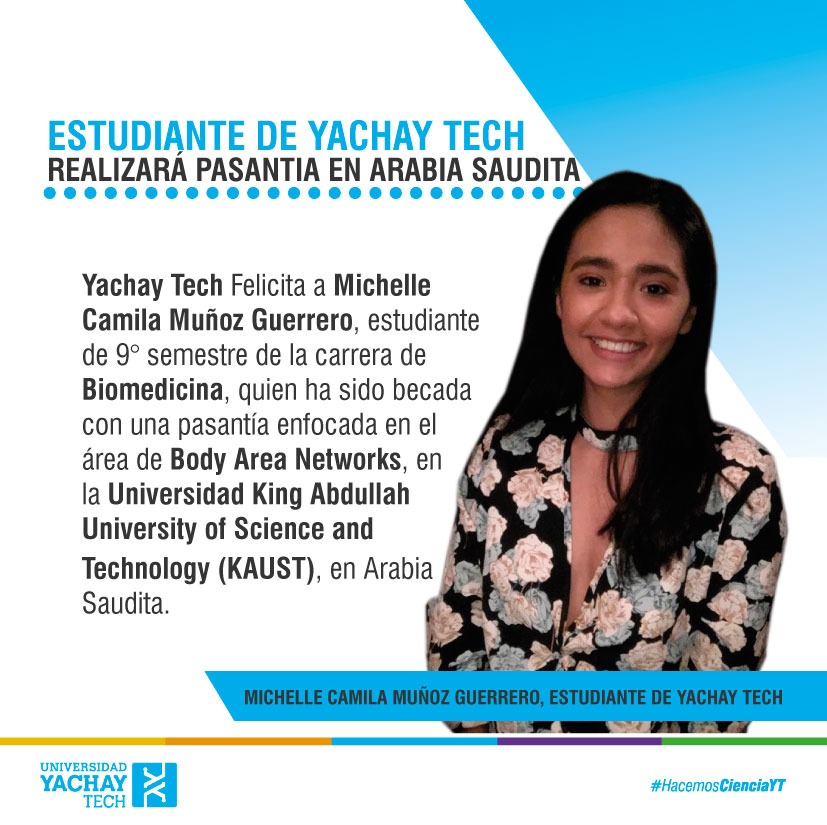 ESTUDIANTE DE YACHAY TECH
REALIZARÁ PASANTIA EN ARABIA SAUDITA
Yachay Tech Felicita a Michelle
Camila Muñoz Guerrero, estudiante
de 9° semestre de la carrera de
Biomedicina, quien ha sido becada
con una pasantía enfocada en el
área de Body Area Networks, en
la Universidad King Abdullah
University of Science and
Technology (KAUST), en Arabia
Saudita.
MICHELLE CAMILA MUÑOZ GUERRERO, ESTUDIANTE DE YACHAY TECH
UNIVERSIDAD
YACHAY
TECH
#HacemosCienciaYT